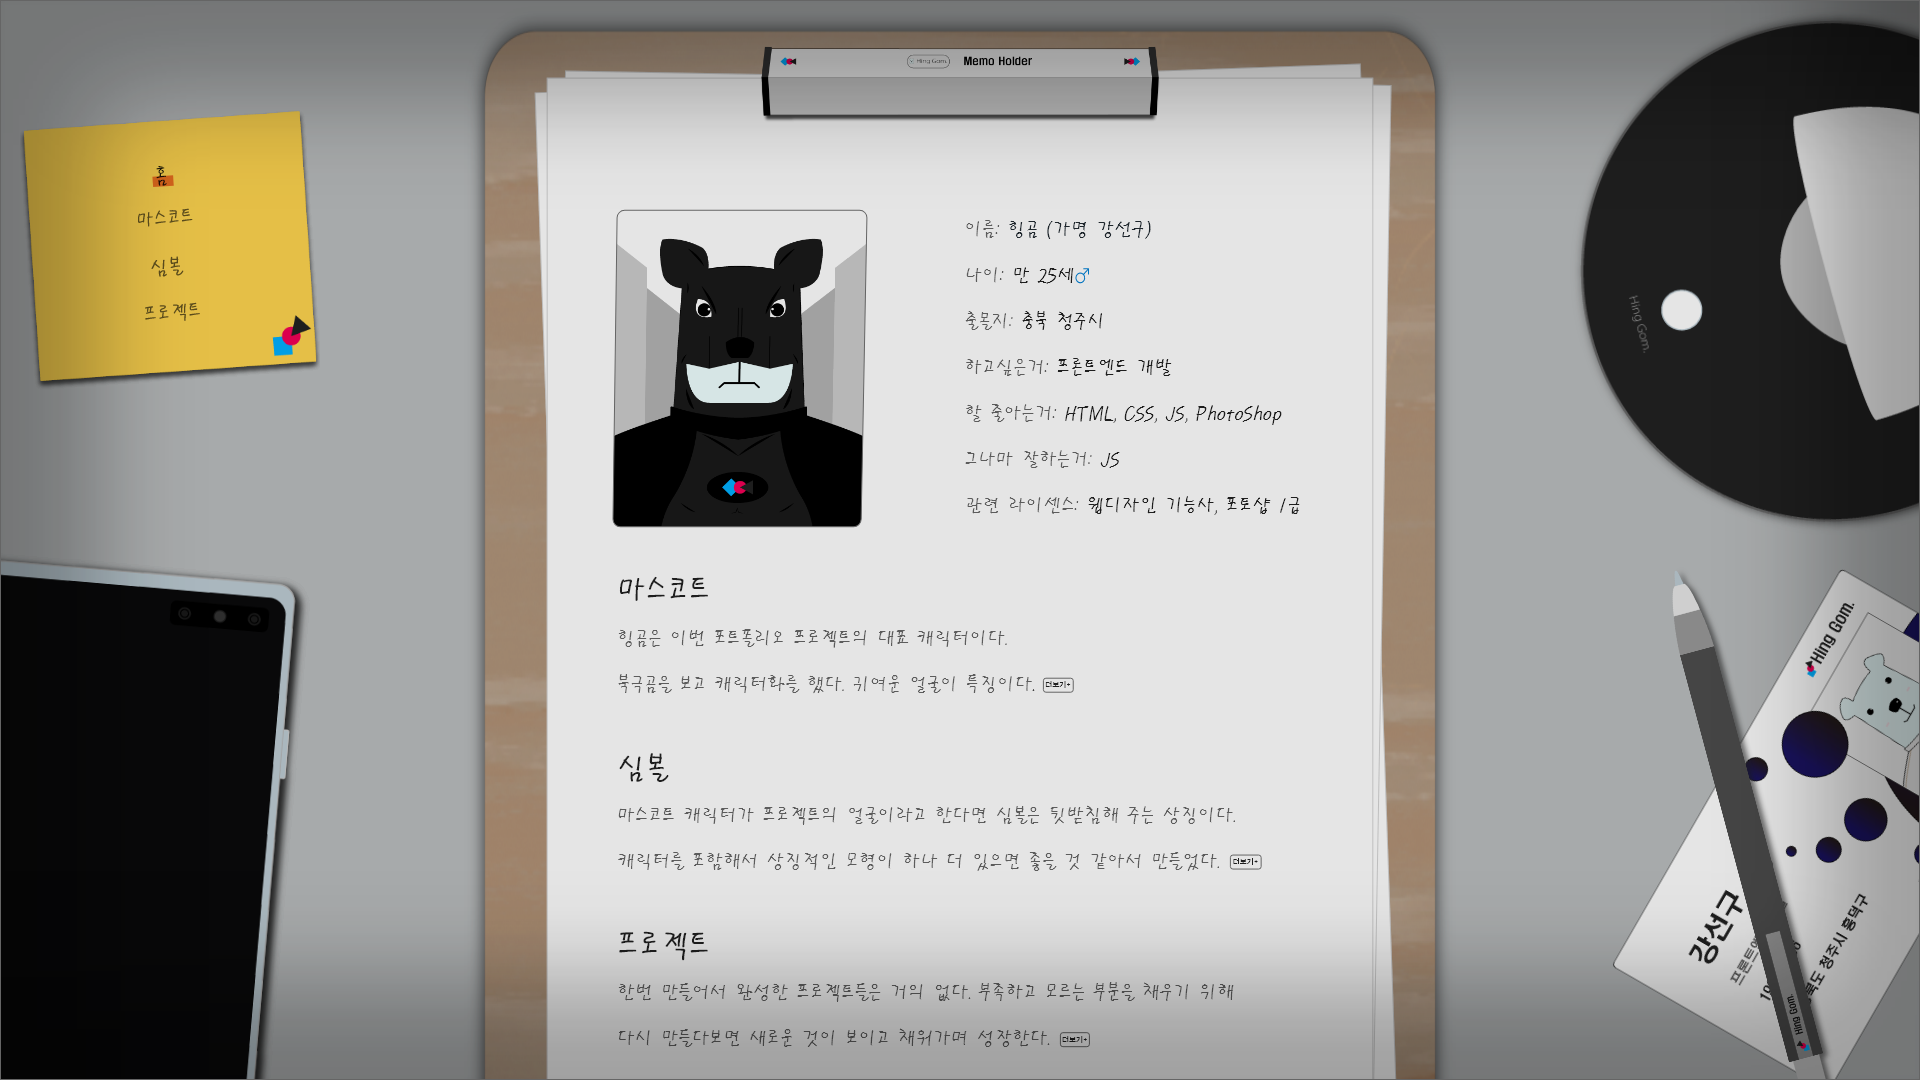 Hing Gom.
Memo Holder
홈
마스코트
심볼
프로젝트
이름: 힝곰 (가명 강선구)
나이: 만 25세♂
출몰지: 충북 청주시
하고싶은거: 프론트엔드 개발
할 줄아는거: HTML, CSS, JS, PhotoShop
그나마 잘하는거: JS
관련 라이센스: 웹디자인 기능사, 포토샵 1급
마스코트
힝곰은 이번 포트폴리오 프로젝트의 대표 캐릭터이다.
북극곰을 보고 캐릭터화를 했다. 귀여운 얼굴이 특징이다. 더보기+
심볼
마스코트 캐릭터가 프로젝트의 얼굴이라고 한다면 심볼은 뒷받침해 주는 상징이다.
캐릭터를 포함해서 상징적인 모형이 하나 더 있으면 좋을 것 같아서 만들었다. 더보기+
프로젝트
한번 만들어서 완성한 프로젝트들은 거의 없다. 부족하고 모르는 부분을 채우기 위해
다시 만들다보면 새로운 것이 보이고 채워가며 성장한다. 더보기+
Hing Gom.
Hing Gom.
강선구
청주시 흥덕구
Hing Gom.